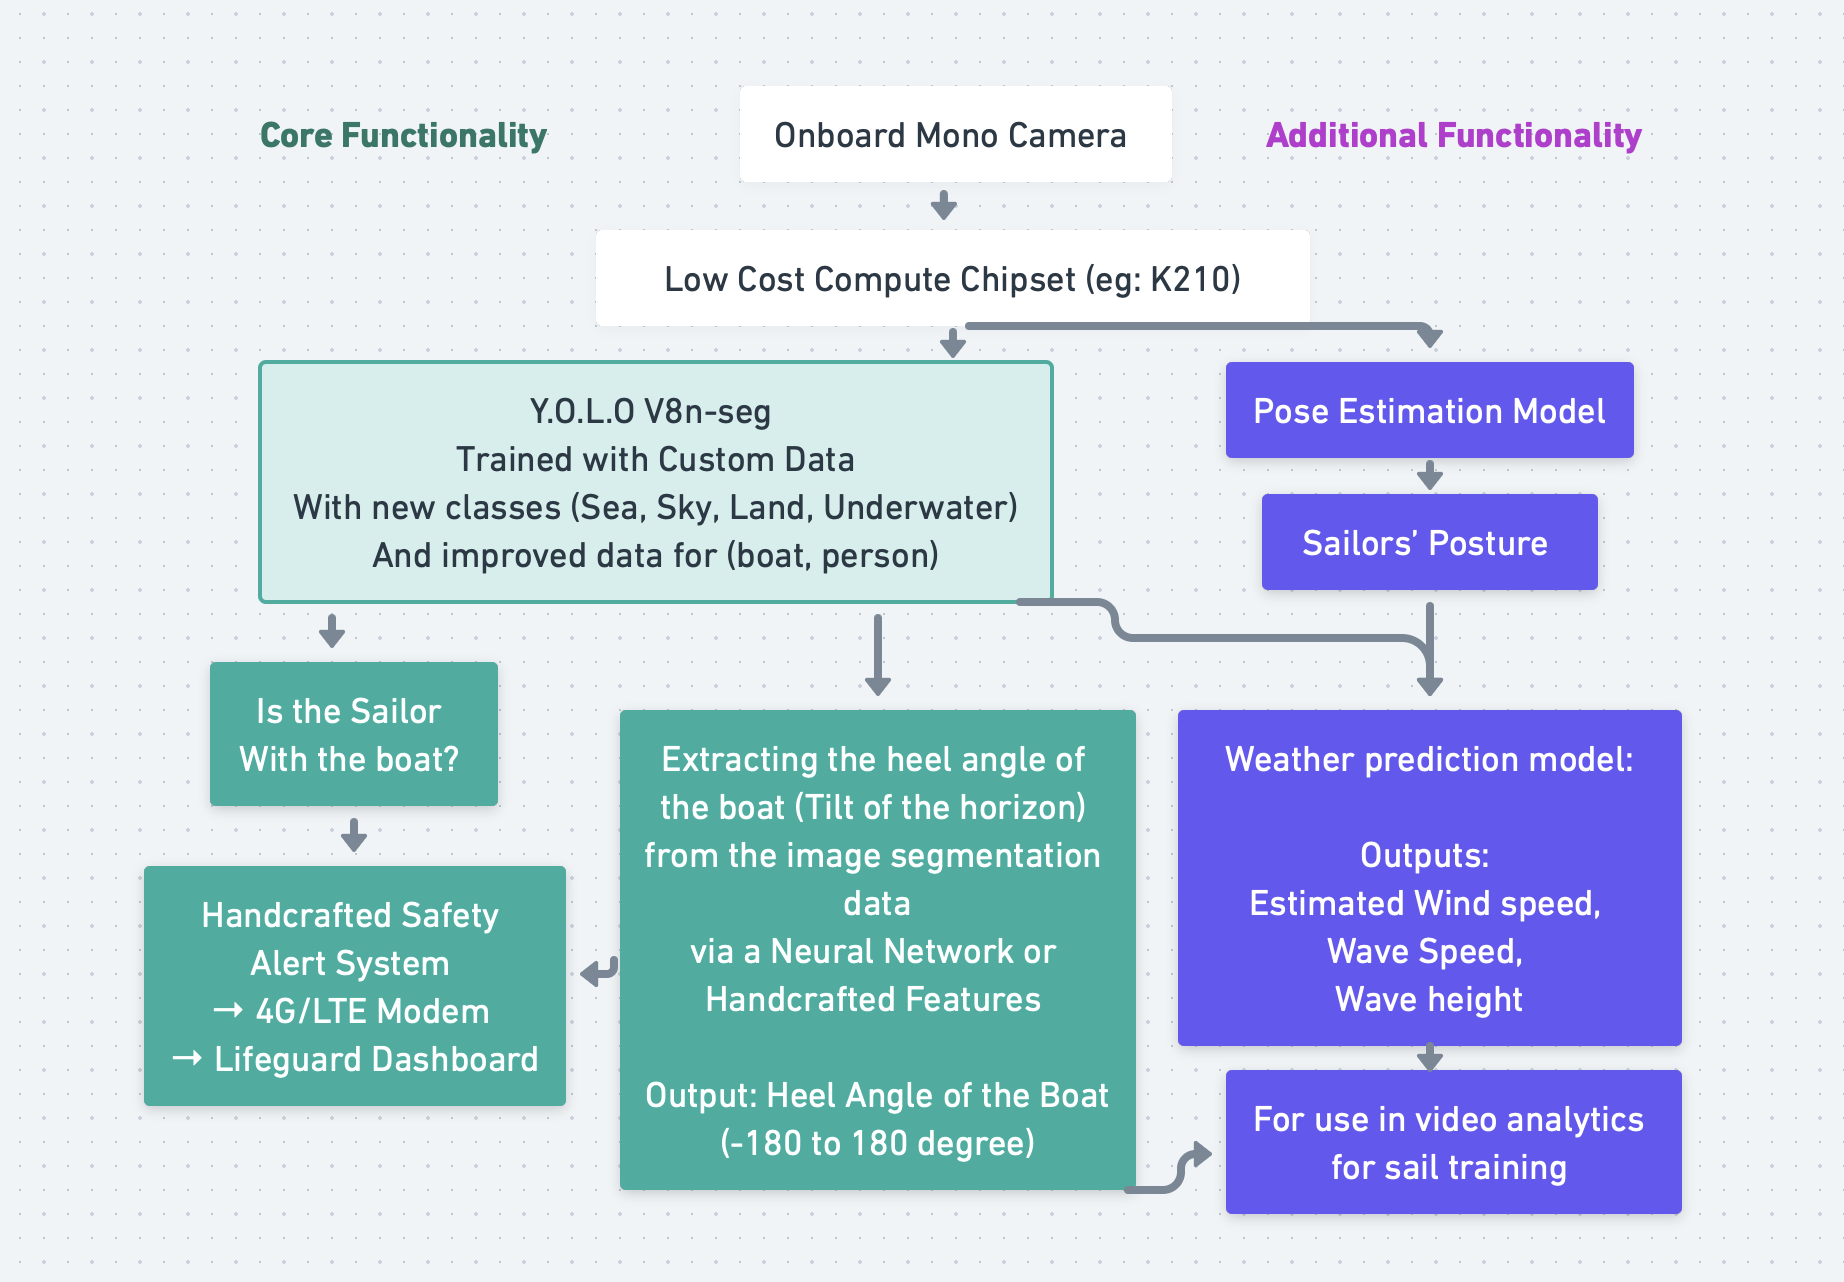 Core Functionality
Onboard Mono Camera
Additional Functionality
Low Cost Compute Chipset (eg: K210)
Y.O.L.O V8n-seg
Trained with Custom Data
With new classes (Sea, Sky, Land, Underwater)
And improved data for (boat, person)
Pose Estimation Model
Sailors’ Posture
Is the Sailor
With the boat?
Handcrafted Safety
Alert System
→ 4G/LTE Modem
→ Lifeguard Dashboard
Extracting the heel angle of
the boat (Tilt of the horizon)
from the image segmentation
data
via a Neural Network or
Handcrafted Features
Output: Heel Angle of the Boat
(-180 to 180 degree)
Weather prediction model:
Outputs:
Estimated Wind speed,
Wave Speed,
Wave height
For use in video analytics
for sail training